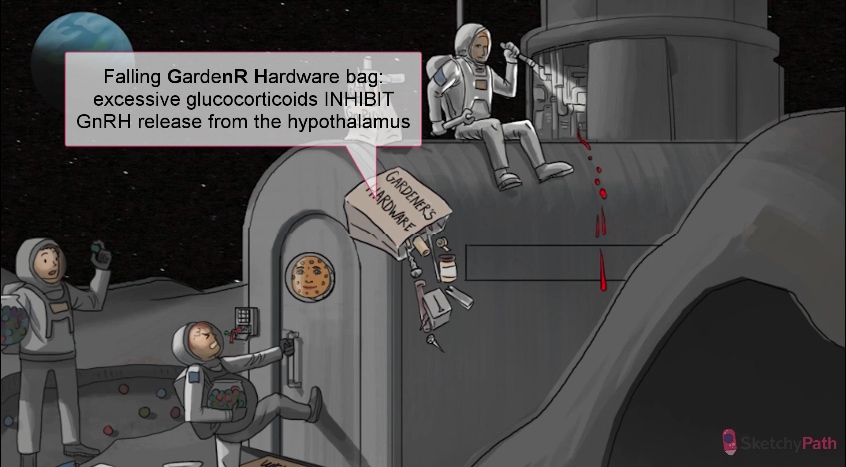 Falling GardenR Hardware bag:
excessive glucocorticoids INHIBIT
GnRH release from the hypothalamus
GARDENERS
HARDWARE
SketchyPath